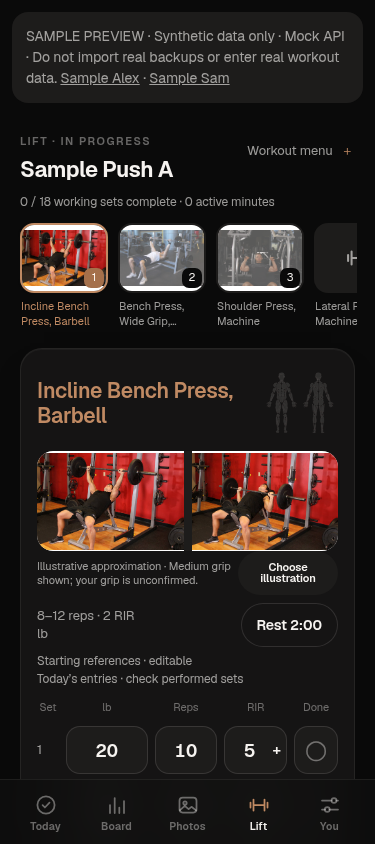 SAMPLE PREVIEW · Synthetic data only · Mock API
· Do not import real backups or enter real workout
data. Sample Alex · Sample Sam
LIFT · IN PROGRESS
Workout menu +
Sample Push A
0 / 18 working sets complete · 0 active minutes
1
2
3
Incline Bench
Press, Barbell
Bench Press,
Wide Grip,...
Shoulder Press,
Machine
Lateral
Machine
Incline Bench Press,
Barbell
Illustrative approximation · Medium grip
shown; your grip is unconfirmed.
Choose
illustration
8–12 reps · 2 RIR
lb
Rest 2:00
Starting references · editable
Today's entries · check performed sets
Set lb Reps RIR Done
1 20 10 5 +
Today Board Photos Lift You